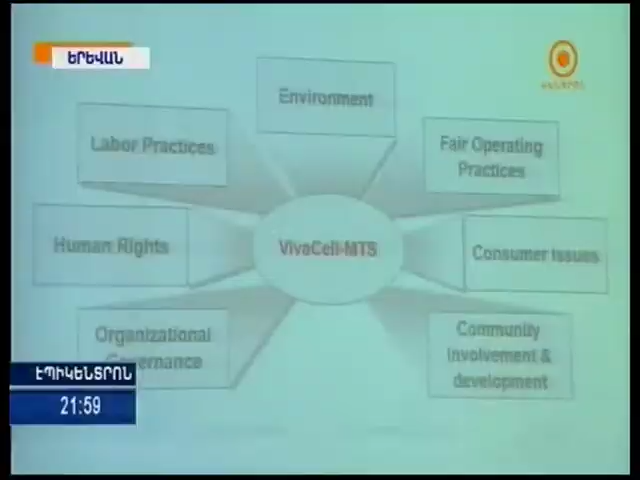 ԵՐԵՎԱՆ
Environment
Labor Practices
Fair Operating
Practices
Human Rights
VivaCell-MTS
Consumer Issues
Organizational
Governance
Community
Involvement &
development
ԷՊԻԿԵՆՏՐՈՆ
21:59